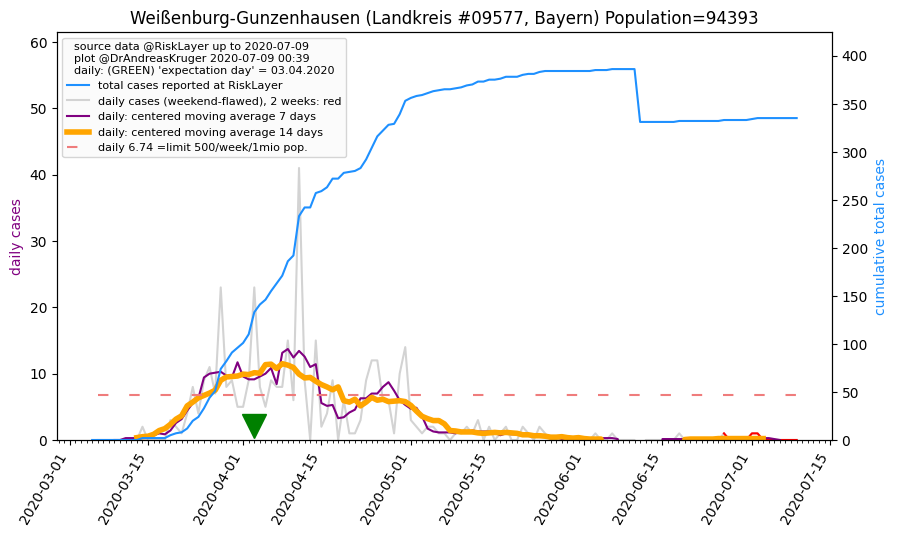 Weißenburg-Gunzenhausen (Landkreis #09577, Bayern) Population=94393
source data @RiskLayer up to 2020-07-09
plot @DrAndreasKruger 2020-07-09 00:39
daily: (GREEN) 'expectation day' = 03.04.2020
total cases reported at RiskLayer
daily cases (weekend-flawed), 2 weeks: red
daily: centered moving average 7 days
daily: centered moving average 14 days
daily 6.74 =limit 500/week/1mio pop.
daily cases
60
50
40
30
20
10
0
cumulative total cases
400
350
300
250
200
150
100
50
0
2020-03-01
2020-03-15
2020-04-01
2020-04-15
2020-05-01
2020-05-15
2020-06-01
2020-06-15
2020-07-01
2020-07-15